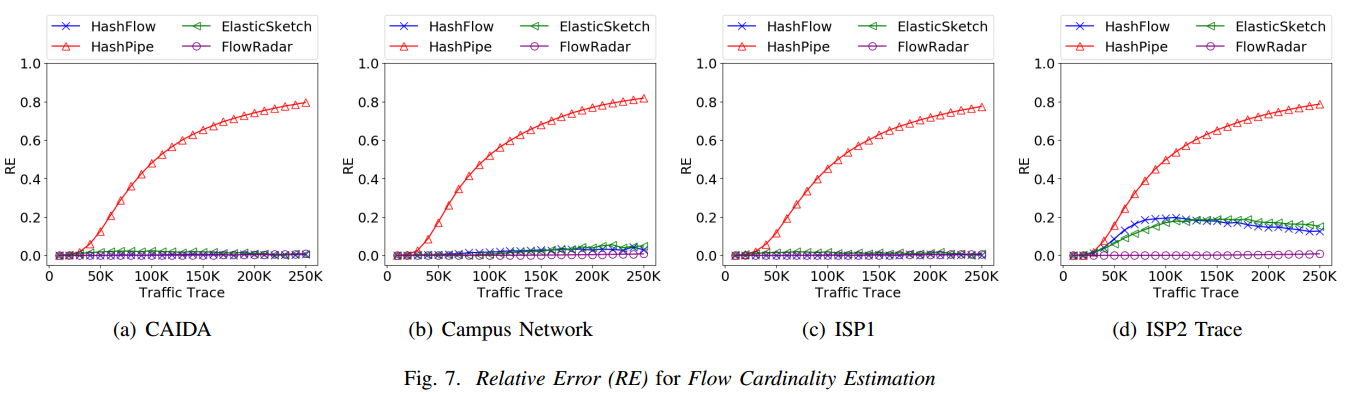 HashFlow ElasticSketch
HashPipe FlowRadar
1.0
0.8
0.6
0.4
0.2
0.0
RE
0 50K 100K 150K 200K 250K
Traffic Trace
(a) CAIDA
HashFlow ElasticSketch
HashPipe FlowRadar
1.0
0.8
0.6
0.4
0.2
0.0
RE
0 50K 100K 150K 200K 250K
Traffic Trace
(b) Campus Network
HashFlow ElasticSketch
HashPipe FlowRadar
1.0
0.8
0.6
0.4
0.2
0.0
RE
0 50K 100K 150K 200K 250K
Traffic Trace
(c) ISP1
HashFlow ElasticSketch
HashPipe FlowRadar
1.0
0.8
0.6
0.4
0.2
0.0
RE
0 50K 100K 150K 200K 250K
Traffic Trace
(d) ISP2 Trace
Fig. 7. Relative Error (RE) for Flow Cardinality Estimation